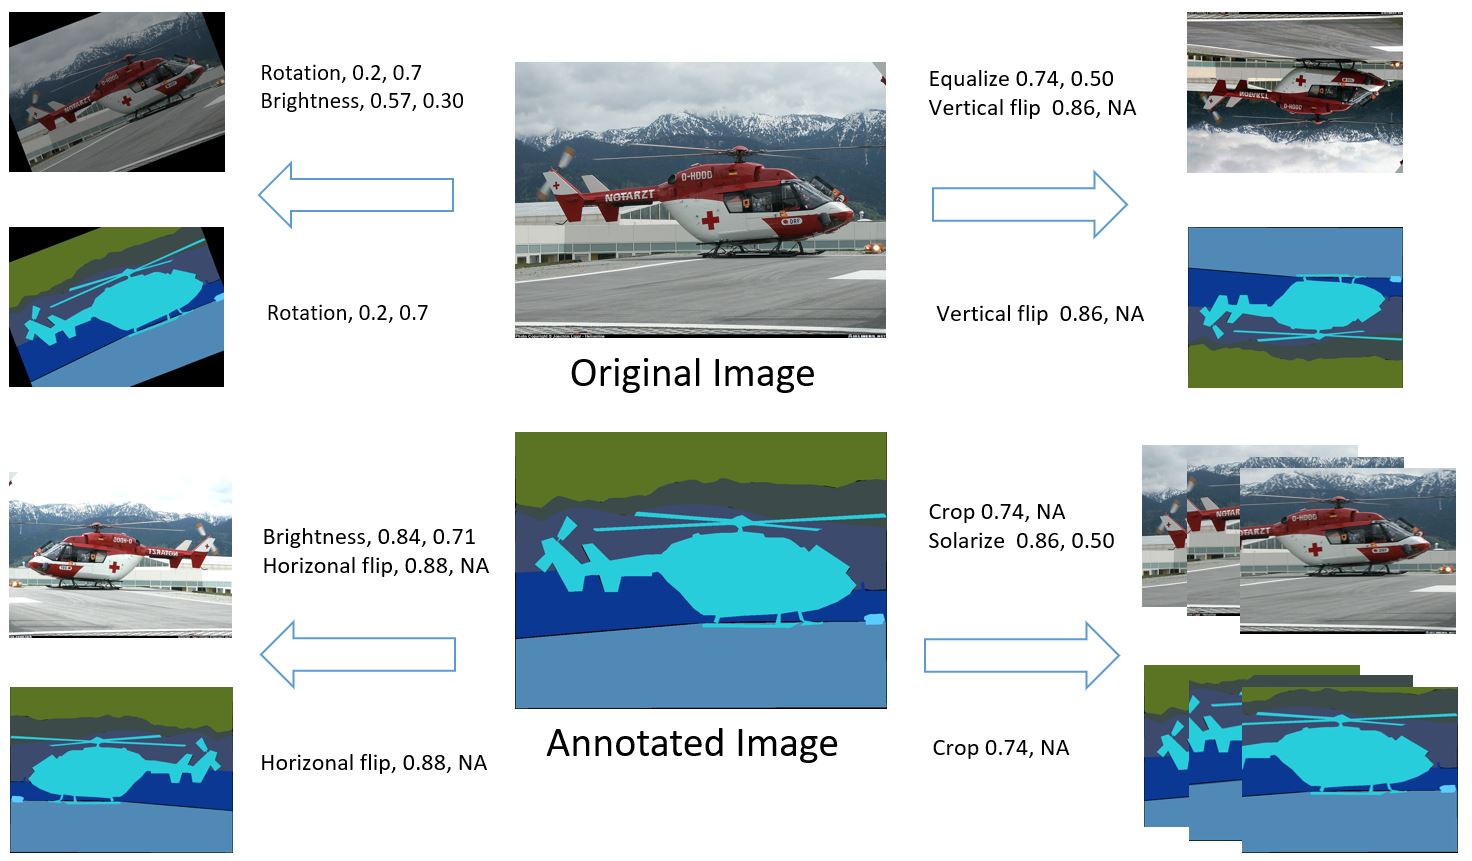 Rotation, 0.2, 0.7
Brightness, 0.57, 0.30
Equalize 0.74, 0.50
Vertical flip 0.86, NA
D-HDDD
NOTARZT
DRF
Rotation, 0.2, 0.7
Vertical flip 0.86, NA
Original Image
Crop 0.74, NA
Solarize 0.86, 0.50
Brightness, 0.84, 0.71
Horizonal flip, 0.88, NA
Annotated Image
Crop 0.74, NA
Horizonal flip, 0.88, NA